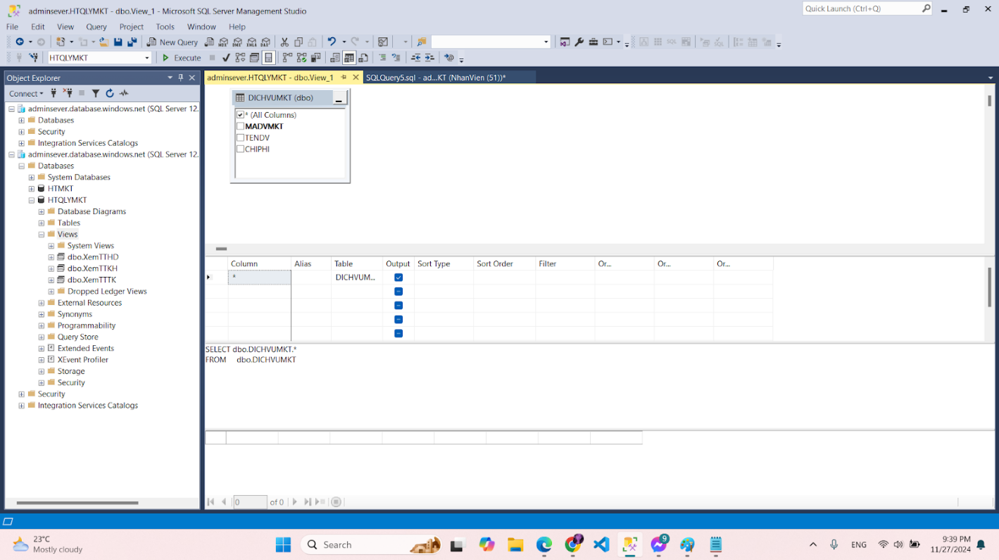 adminsever.HTQLYMKT - dbo.View_1 - Microsoft SQL Server Management Studio
Quick Launch (Ctrl+Q)
File Edit View Query Project Tools Window Help
New Query
MDX DMX XMLA DAX
SQL
HTQLYMKT
Execute
Object Explorer
Connect
adminsever.database.windows.net (SQL Server 12.
Databases
Security
Integration Services Catalogs
adminsever.database.windows.net (SQL Server 12.
Databases
System Databases
HTMKT
HTQLYMKT
Database Diagrams
Tables
Views
System Views
dbo.XemTTHD
dbo.XemTTKH
dbo.XemTTTK
Dropped Ledger Views
External Resources
Synonyms
Programmability
Query Store
Extended Events
XEvent Profiler
Storage
Security
Security
Integration Services Catalogs
adminsever.HTQLYMKT - dbo.View_1
SQLQuery5.sql - ad...KT (NhanVien (51))*
DICHVUMKT (dbo)
* (All Columns)
MADVMKT
TENDV
CHIPHI
Column Alias Table Output Sort Type Sort Order Filter Or... Or... Or...
* DICHVUM...
SELECT dbo.DICHVUMKT.*
FROM dbo.DICHVUMKT
0 of 0
23°C
Mostly cloudy
Search
9
ENG
9:39 PM
11/27/2024